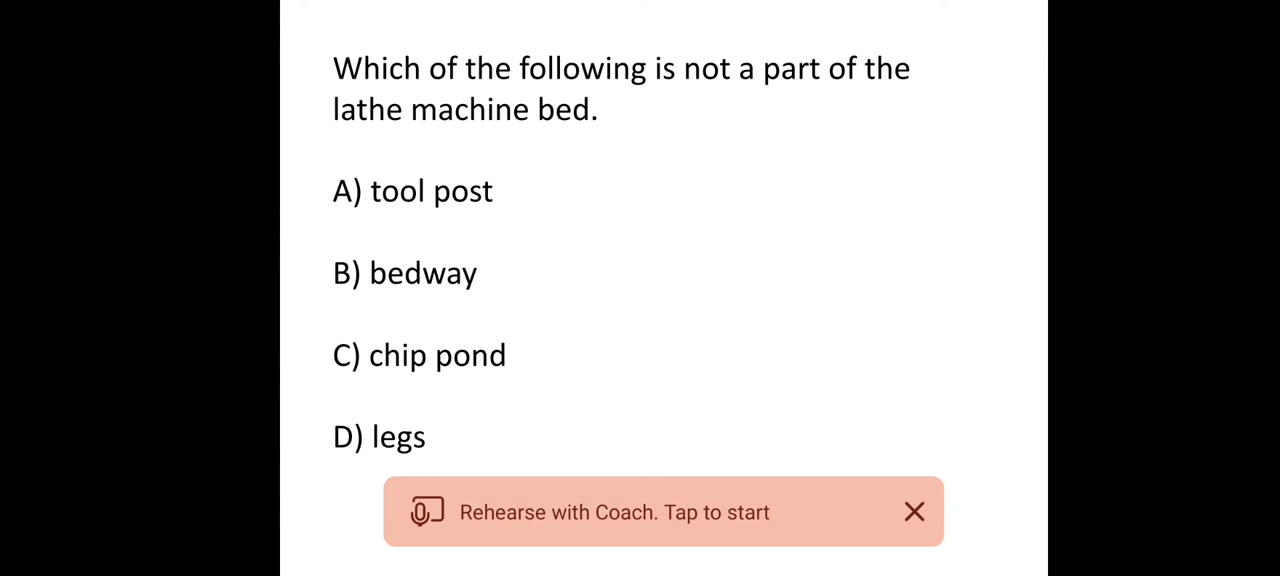 Which of the following is not a part of the
lathe machine bed.
A) tool post
B) bedway
C) chip pond
D) legs
Rehearse with Coach. Tap to start